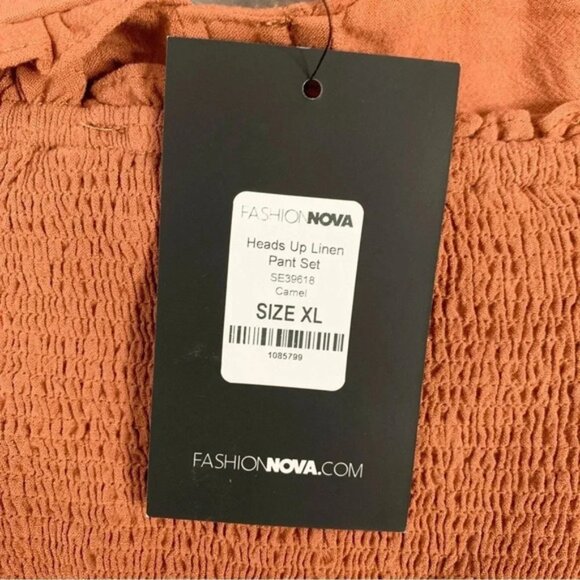 FASHIONNOVA
Heads Up Linen
Pant Set
SE39618
Camel
SIZE XL
1085799
FASHIONNOVA.COM